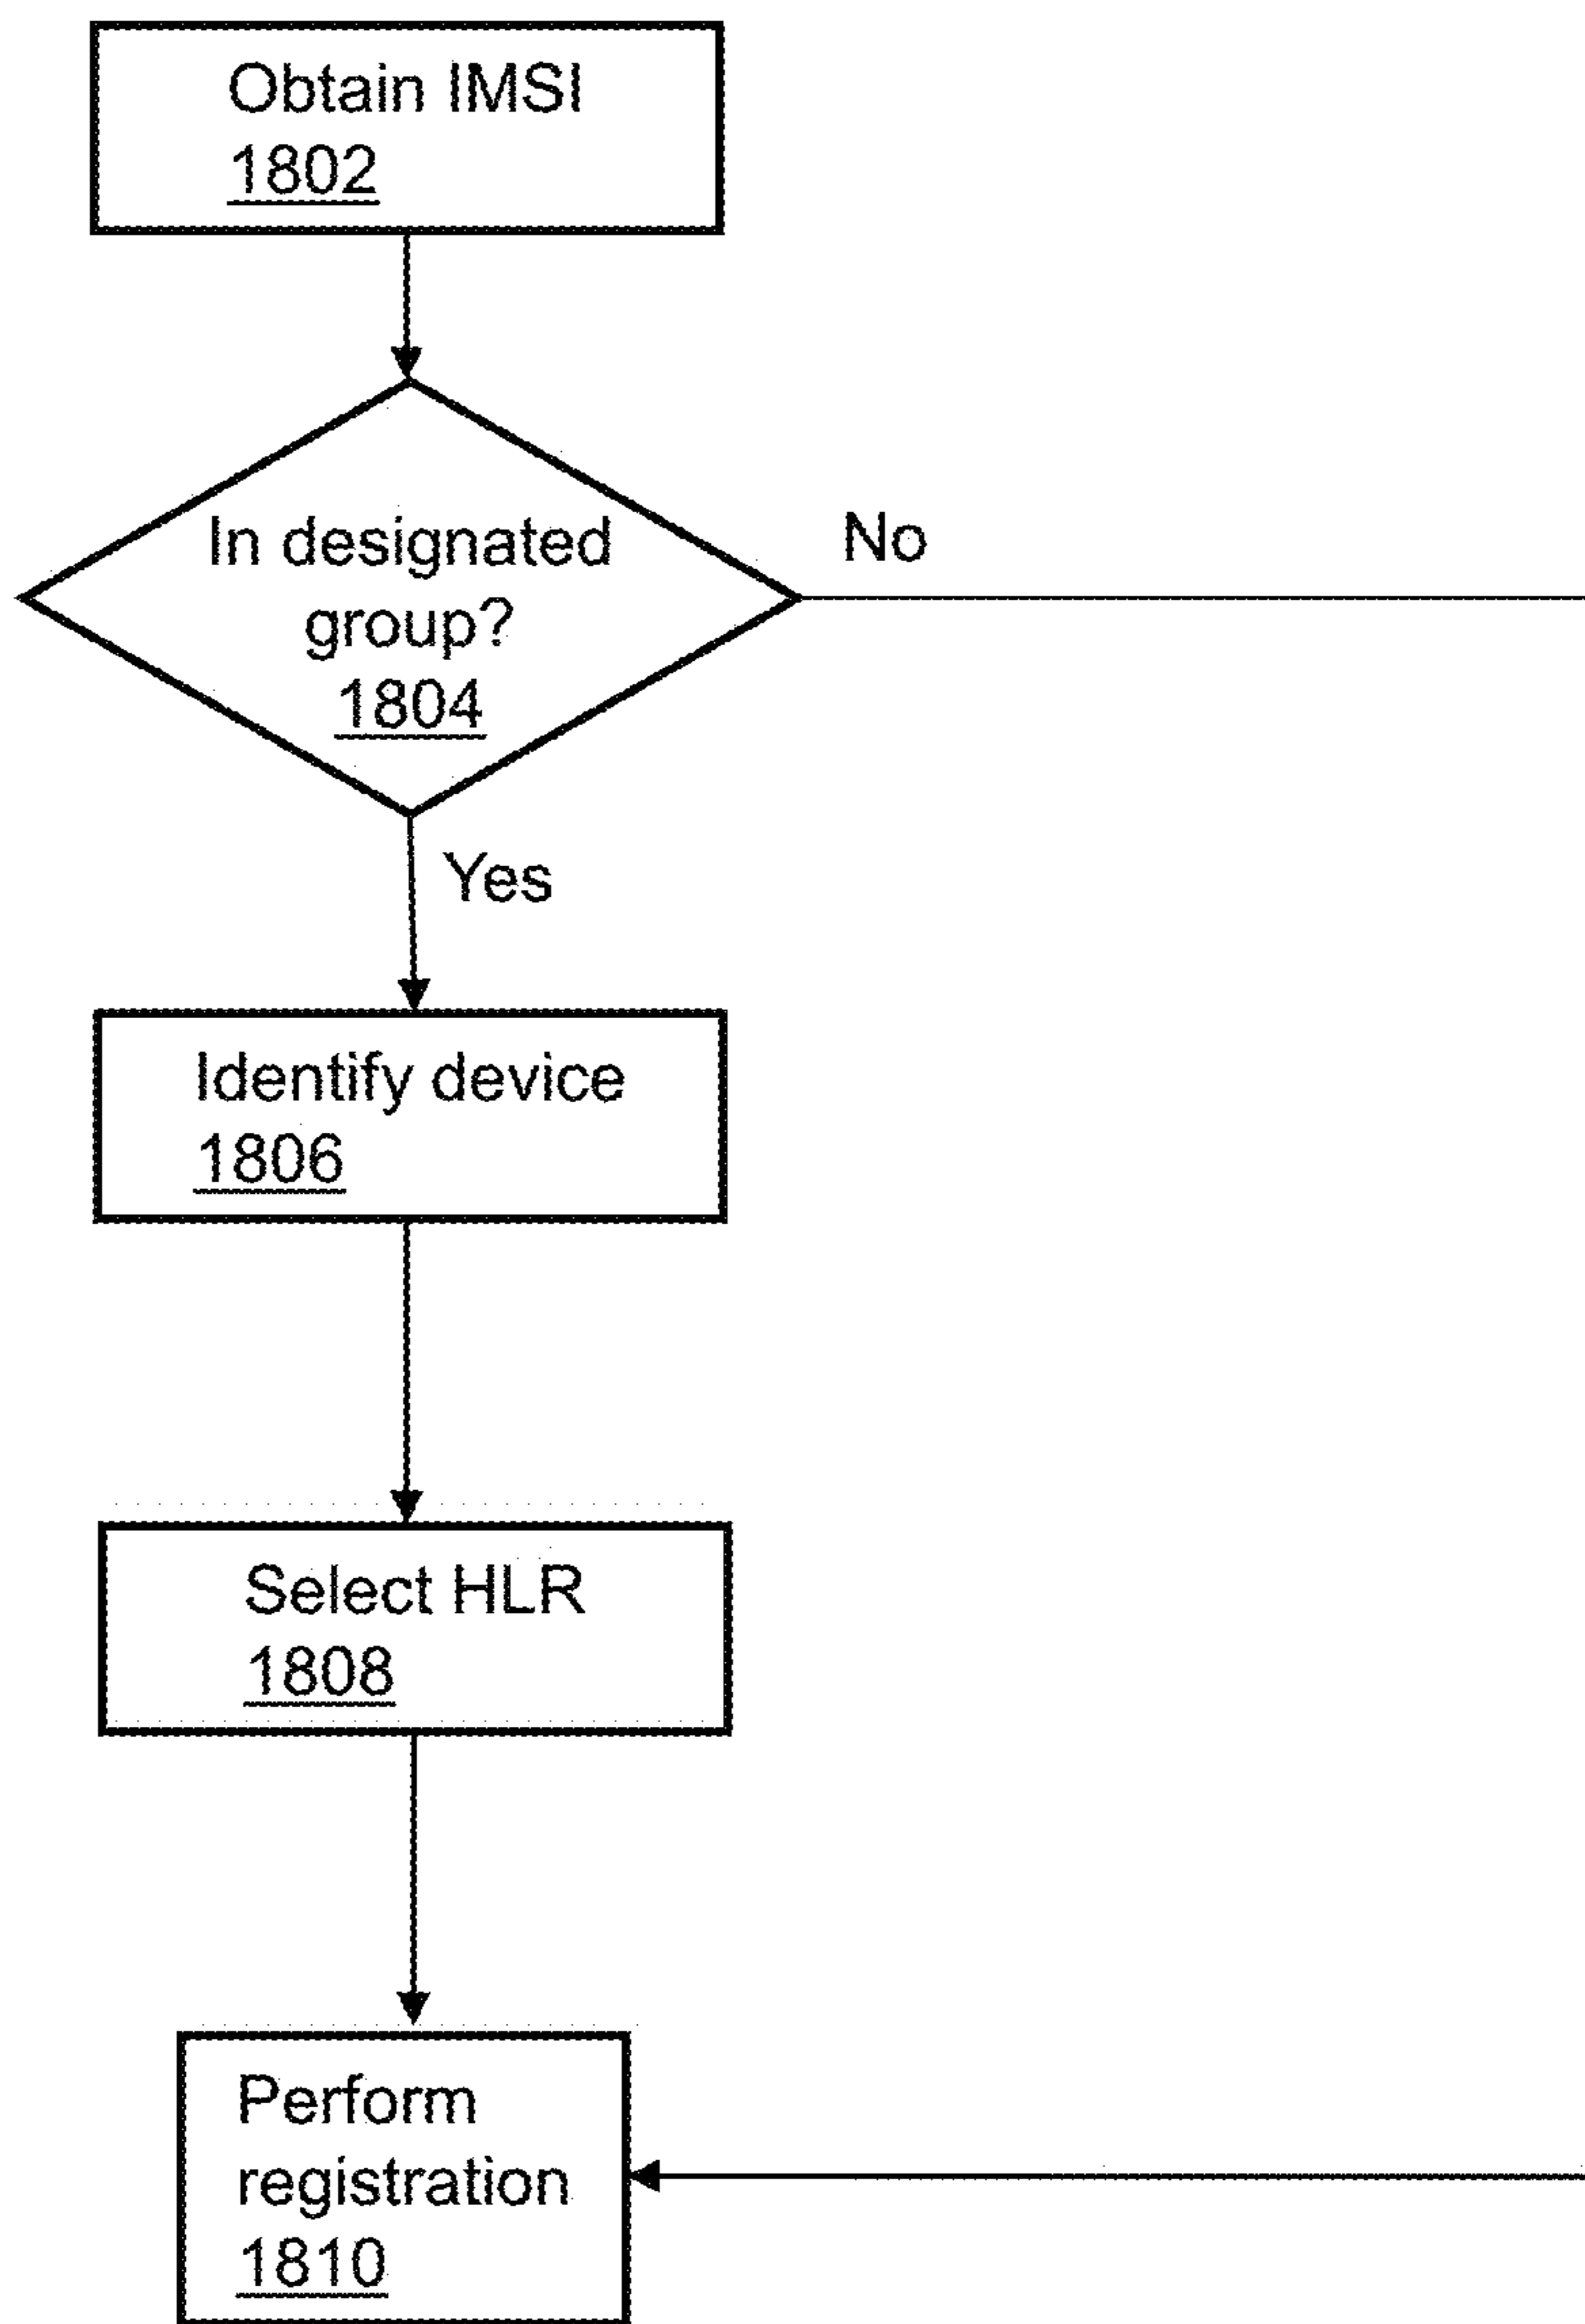 Obtain IMSI
1802
In designated
group?
1804
No
Yes
Identify device
1806
Select HLR
1808
Perform
registration
1810